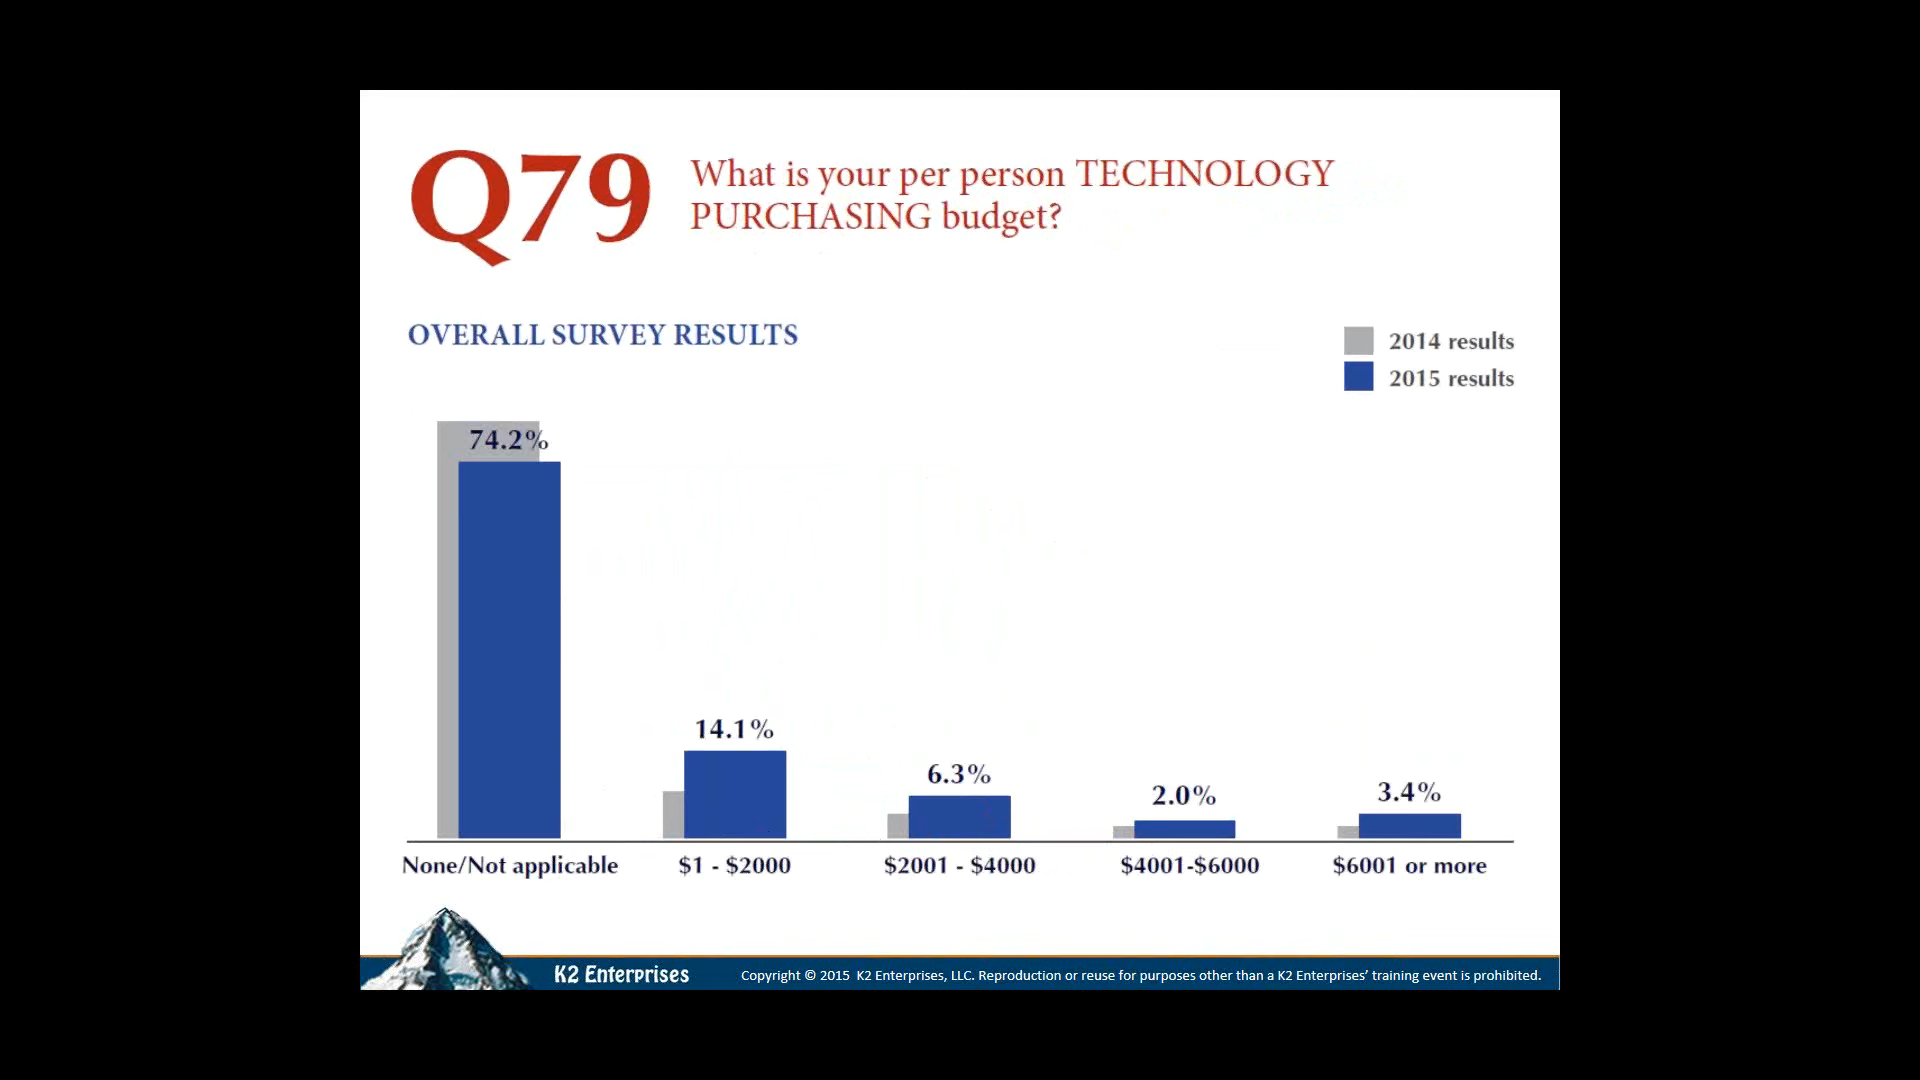 Q79
What is your per person TECHNOLOGY
PURCHASING budget?
OVERALL SURVEY RESULTS
2014 results
2015 results
74.2%
14.1%
6.3%
2.0%
3.4%
None/Not applicable
$1 - $2000
$2001 - $4000
$4001-$6000
$6001 or more
K2 Enterprises
Copyright © 2015 K2 Enterprises, LLC. Reproduction or reuse for purposes other than a K2 Enterprises’ training event is prohibited.